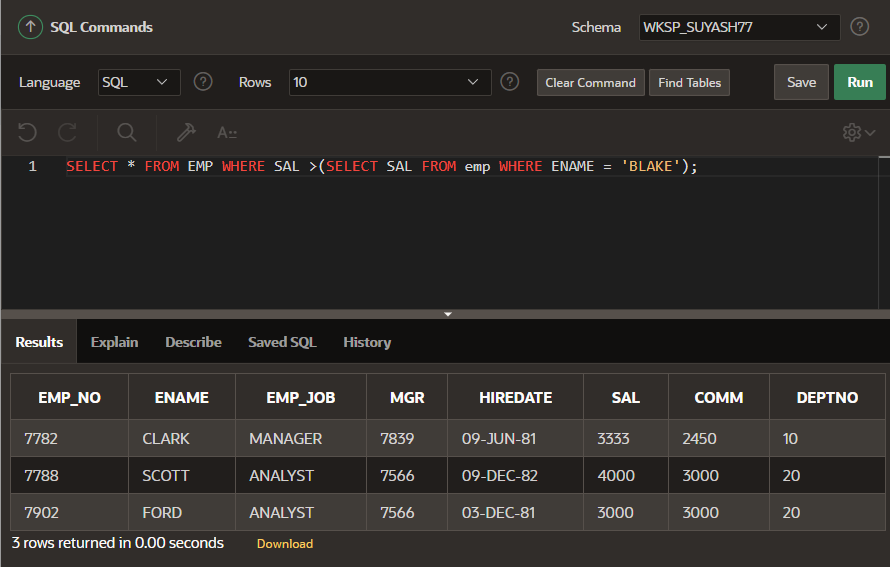 SQL Commands Schema WKSP_SUYASH77
Language SQL Rows 10 Clear Command Find Tables Save Run
A
1 SELECT * FROM EMP WHERE SAL >(SELECT SAL FROM emp WHERE ENAME = 'BLAKE');
Results Explain Describe Saved SQL History
EMP_NO ENAME EMP_JOB MGR HIREDATE SAL COMM DEPTNO
7782 CLARK MANAGER 7839 09-JUN-81 3333 2450 10
7788 SCOTT ANALYST 7566 09-DEC-82 4000 3000 20
7902 FORD ANALYST 7566 03-DEC-81 3000 3000 20
3 rows returned in 0.00 seconds Download